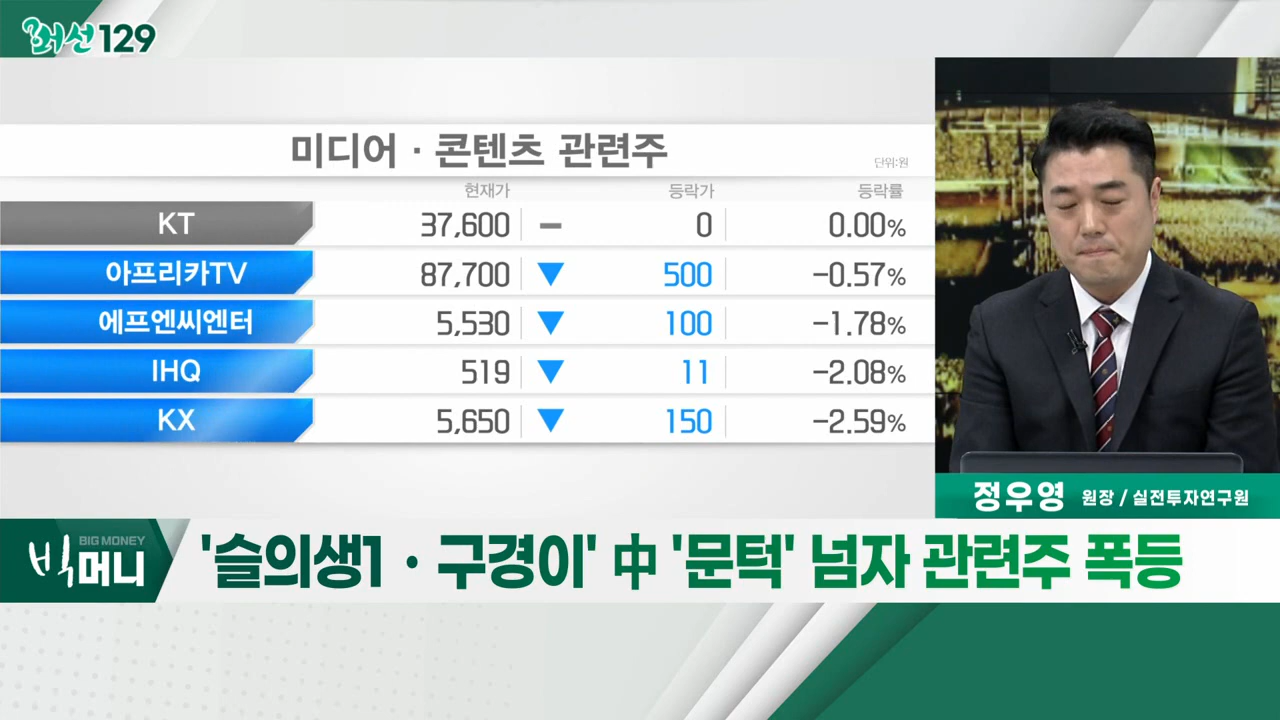 머선129
미디어 · 콘텐츠 관련주
단위:원
현재가 등락가 등락률
KT 37,600 − 0 0.00%
아프리카TV 87,700 ▼ 500 -0.57%
에프엔씨엔터 5,530 ▼ 100 -1.78%
IHQ 519 ▼ 11 -2.08%
KX 5,650 ▼ 150 -2.59%
정우영 원장 / 실전투자연구원
BIG MONEY
빅머니
'슬의생1 · 구경이' 中 '문턱' 넘자 관련주 폭등